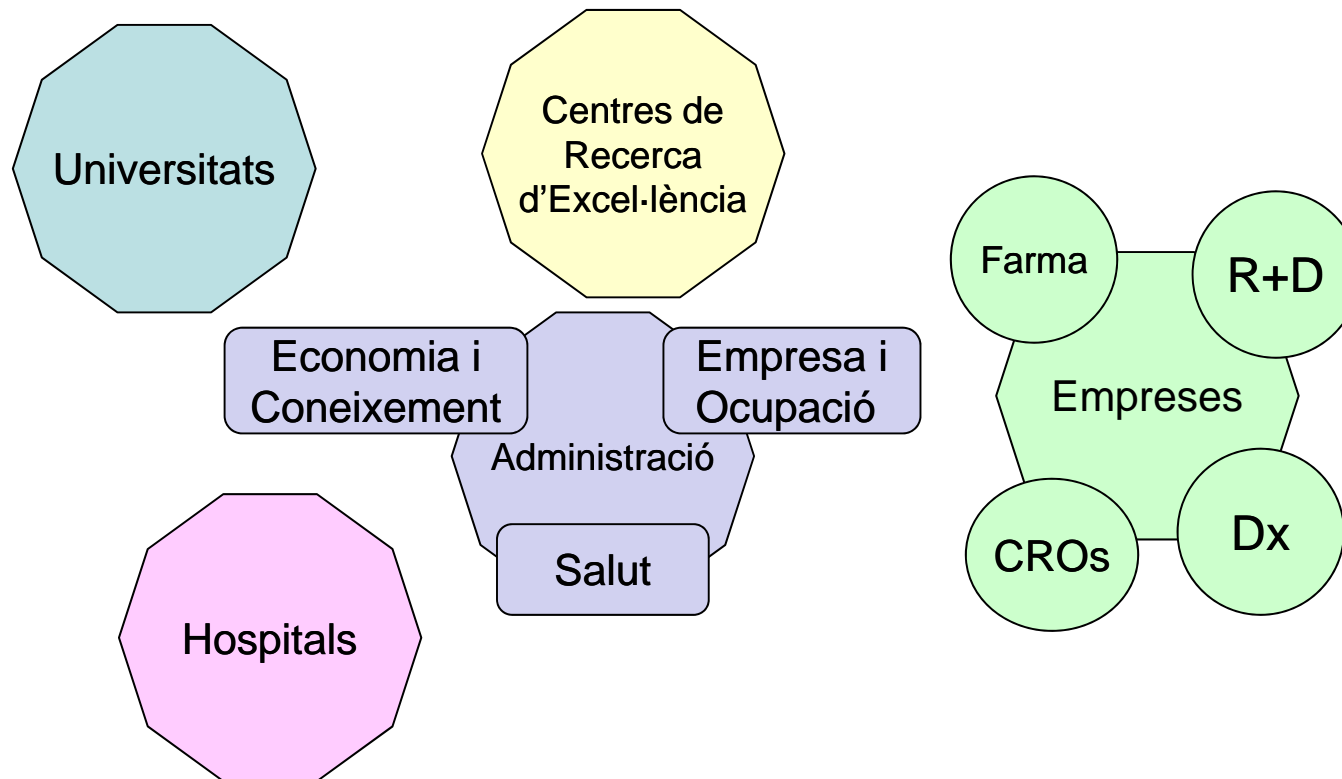 Universitats
Centres de
Recerca
d'Excel·lència
Farma
R+D
Economia i
Coneixement
Empresa i
Ocupació
Empreses
Administració
Salut
CROs
Dx
Hospitals